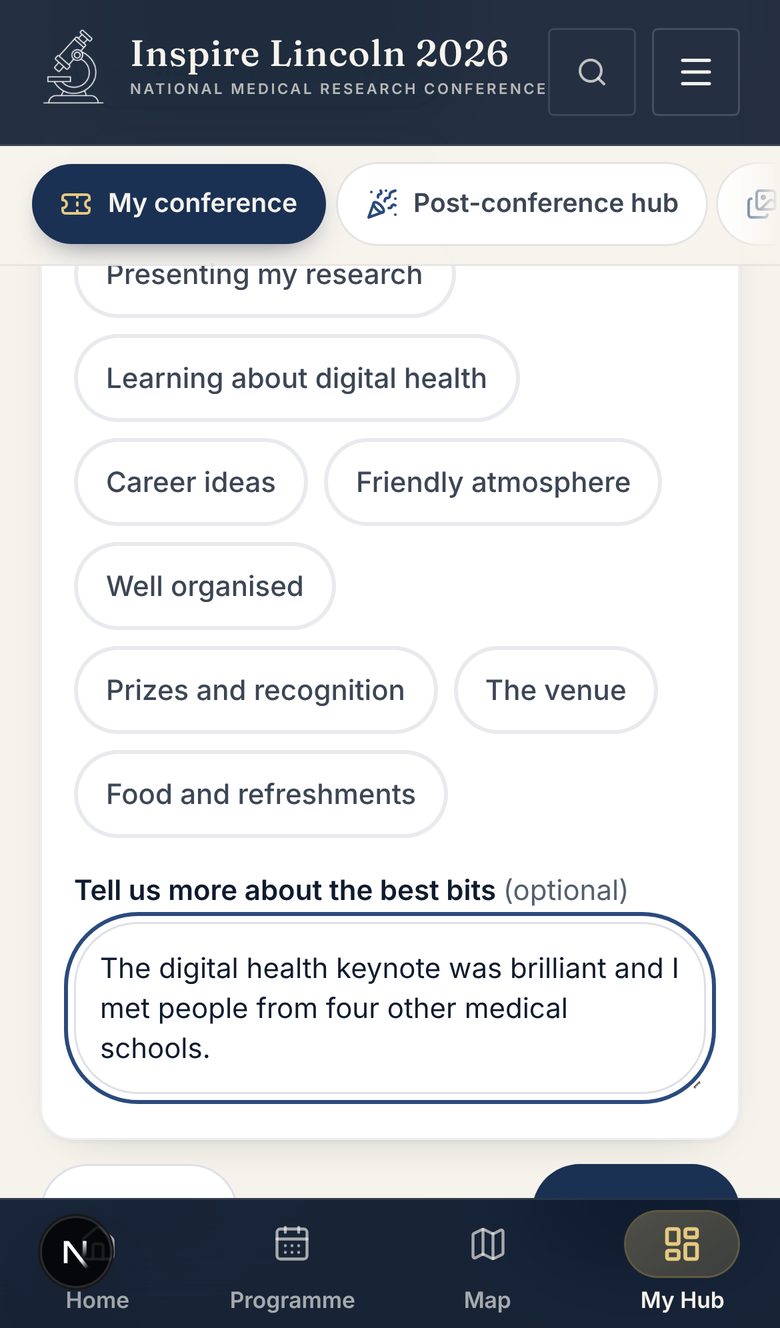 Inspire Lincoln 2026
NATIONAL MEDICAL RESEARCH CONFERENCE
My conference
Post-conference hub
Presenting my research
Learning about digital health
Career ideas
Friendly atmosphere
Well organised
Prizes and recognition
The venue
Food and refreshments
Tell us more about the best bits (optional)
The digital health keynote was brilliant and I
met people from four other medical
schools.
N
Home
Programme
Map
My Hub